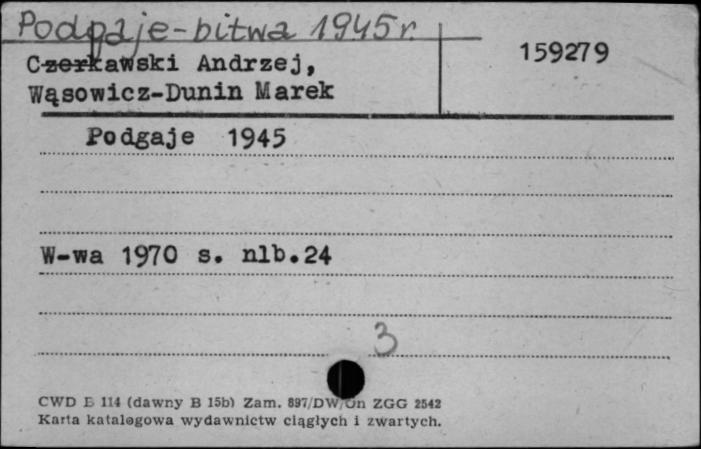 Podgaje-bitwa 1945 r.
159279
Czerkawski Andrzej,
Wąsowicz-Dunin Marek
Podgaje 1945
W-wa 1970 s. nlb.24
3
CWD B 114 (dawny B 15b) Zam. 897/DW/On ZGG 2542
Karta katalogowa wydawnictw ciągłych i zwartych.